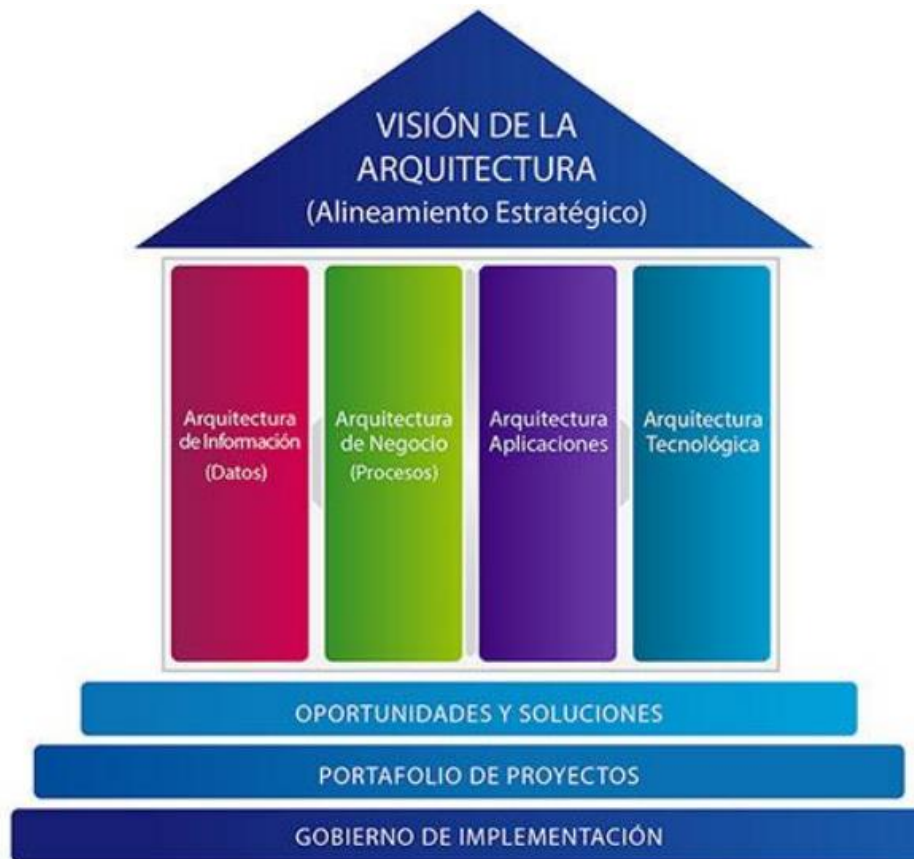 VISIÓN DE LA
ARQUITECTURA
(Alineamiento Estratégico)
Arquitectura
de Información
(Datos)
Arquitectura
de Negocio
(Procesos)
Arquitectura
Aplicaciones
Arquitectura
Tecnológica
OPORTUNIDADES Y SOLUCIONES
PORTAFOLIO DE PROYECTOS
GOBIERNO DE IMPLEMENTACIÓN